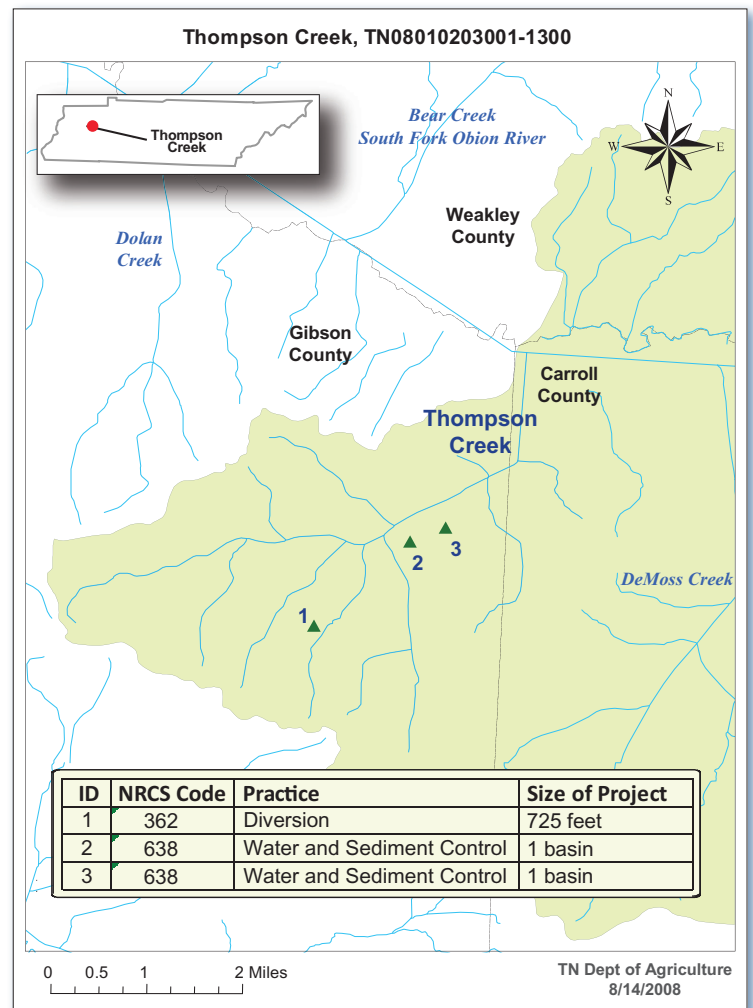 Thompson Creek, TN08010203001-1300
Thompson
Creek
Bear Creek
South Fork Obion River
N
W
E
S
Weakley
County
Dolan
Creek
Gibson
County
Carroll
County
Thompson
Creek
3
2
DeMoss Creek
1
ID NRCS Code Practice Size of Project
1 362 Diversion 725 feet
2 638 Water and Sediment Control 1 basin
3 638 Water and Sediment Control 1 basin
0 0.5 1 2 Miles
TN Dept of Agriculture
8/14/2008